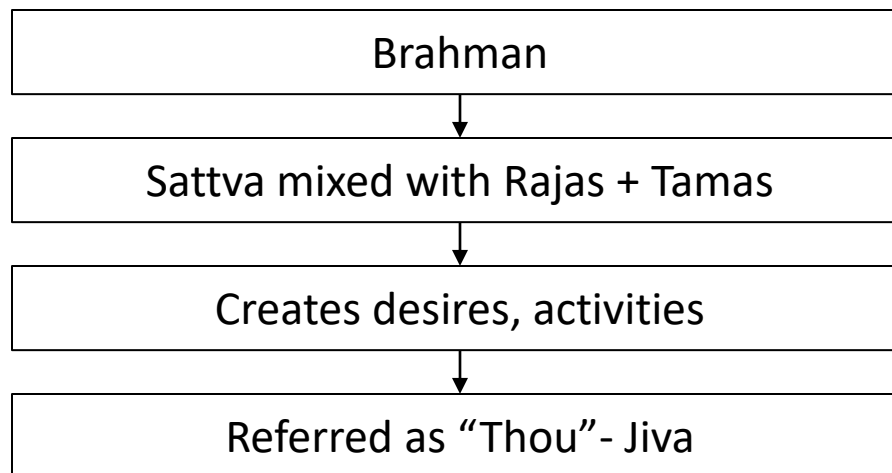 Brahman
Sattva mixed with Rajas + Tamas
Creates desires, activities
Referred as “Thou”- Jiva